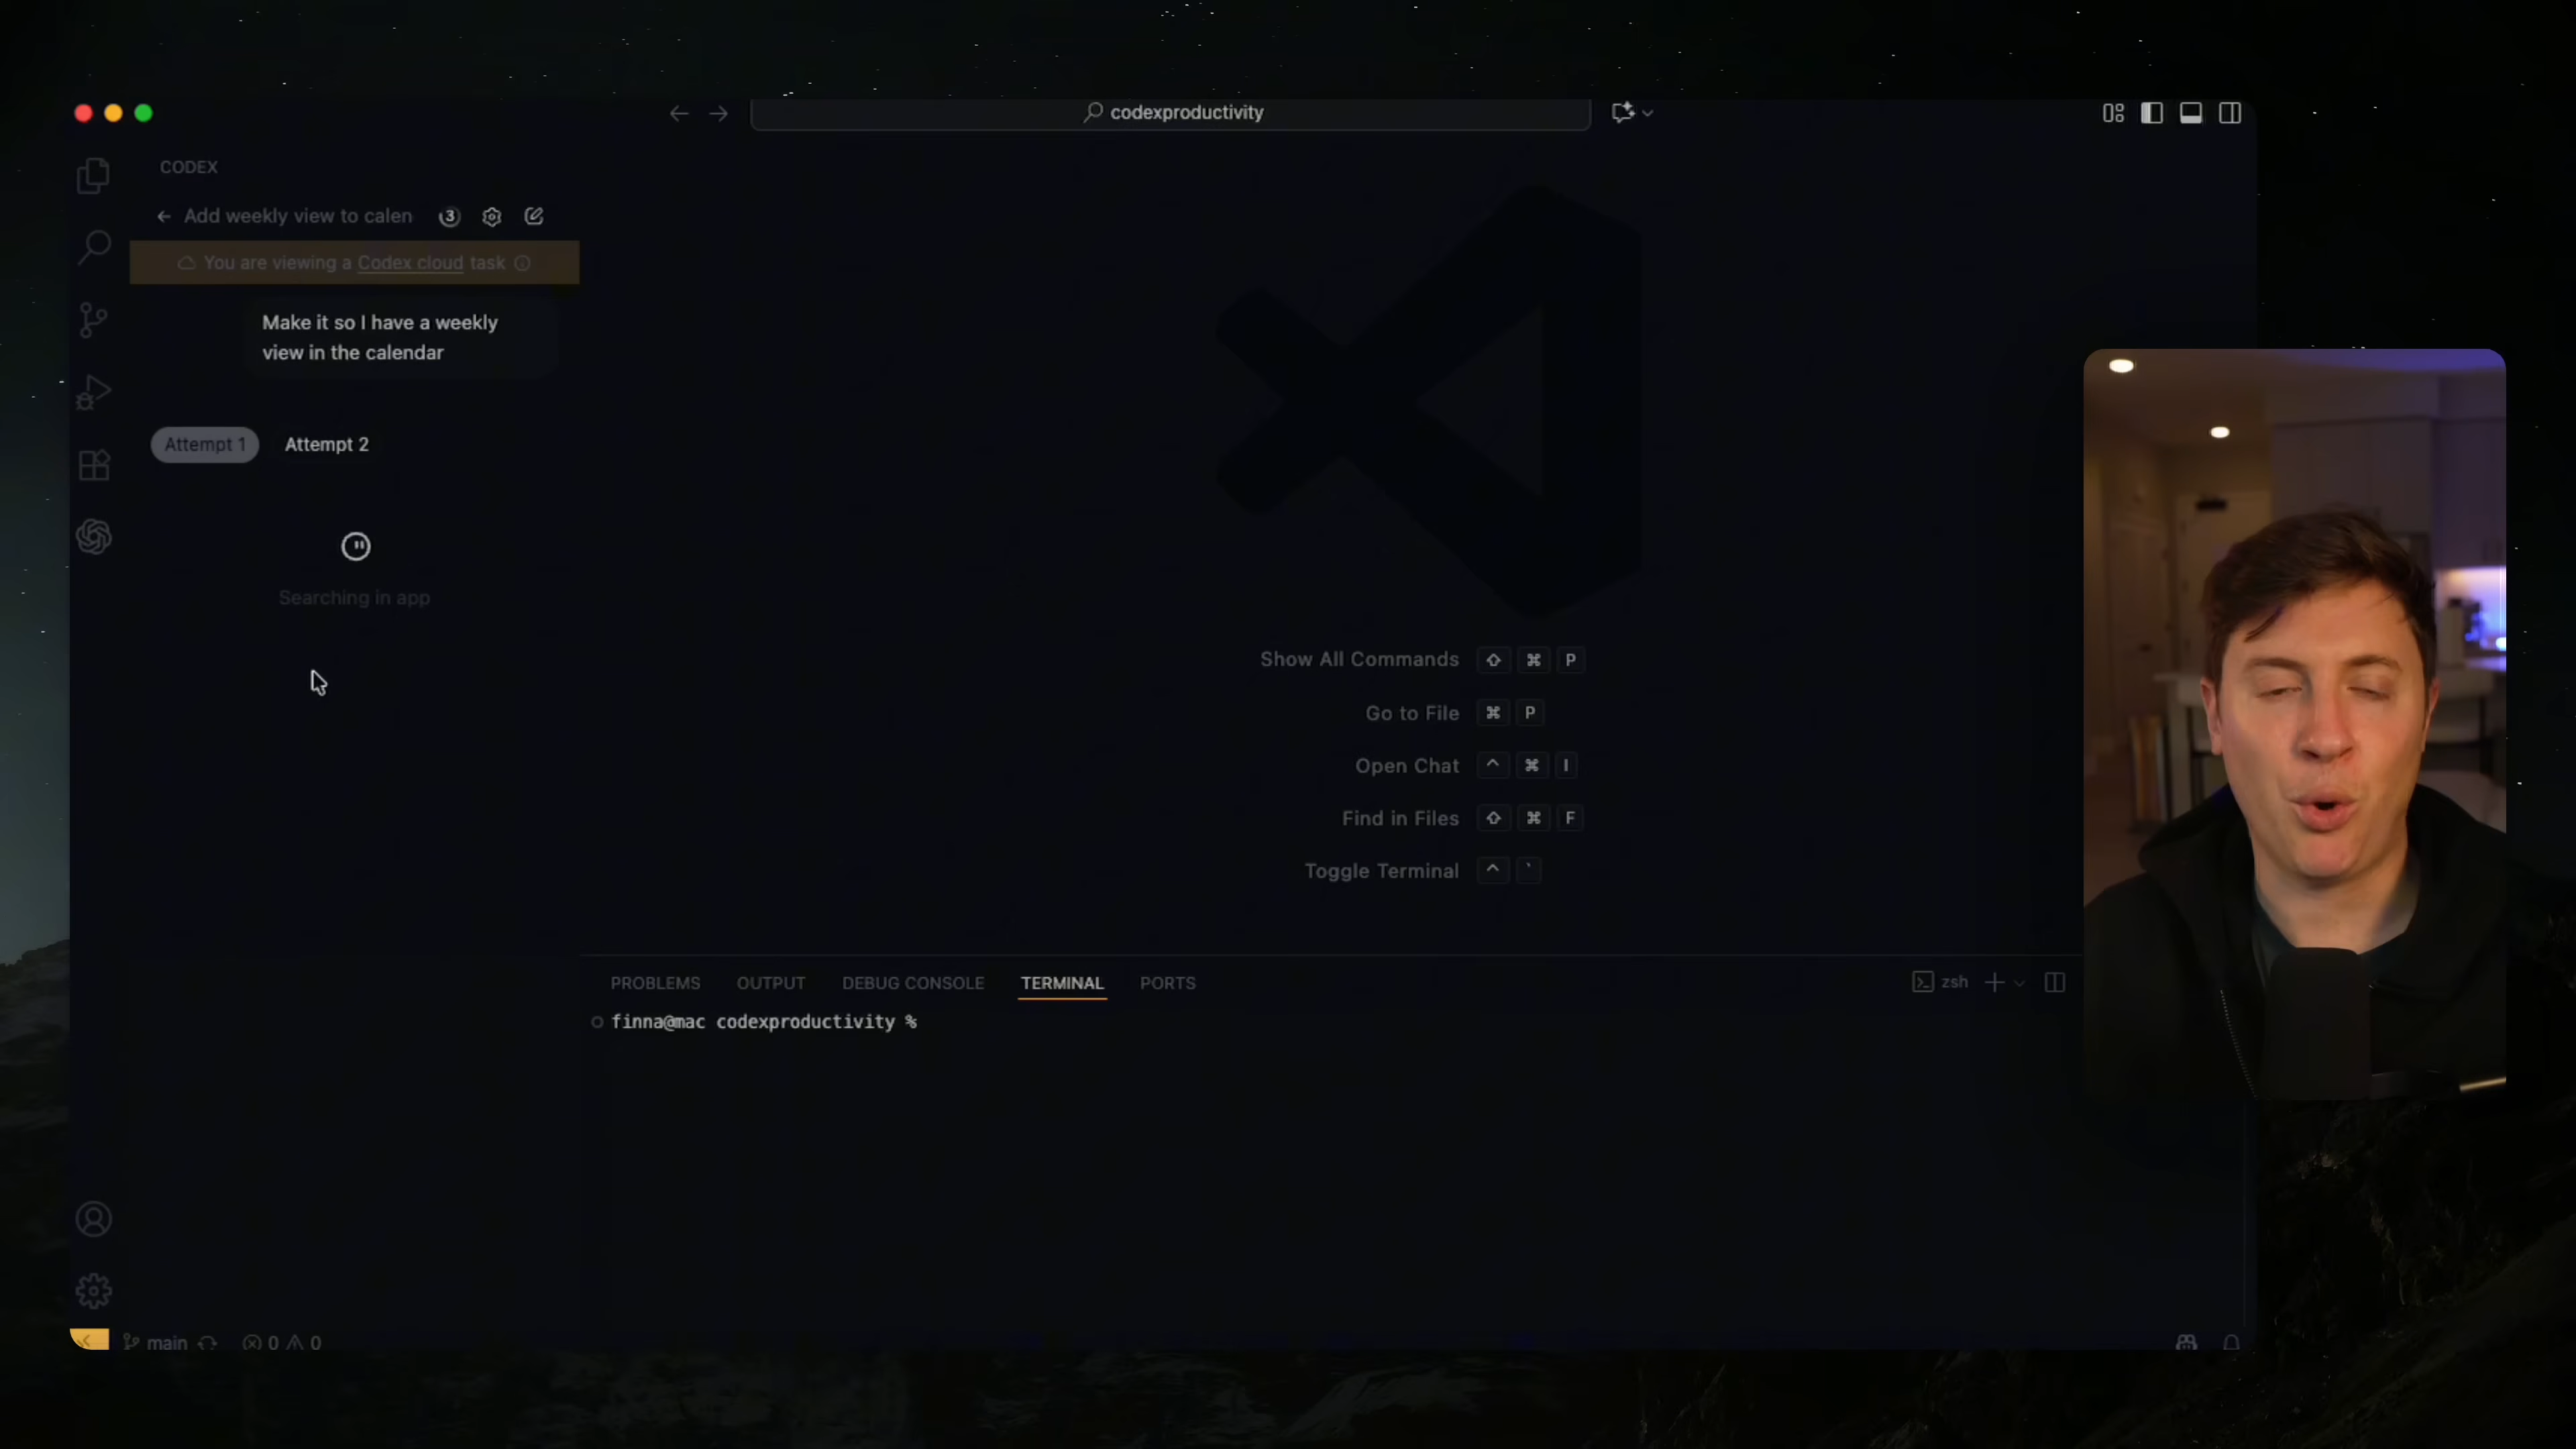 codexproductivity
CODEX
Add weekly view to calen
3
You are viewing a Codex cloud task
Make it so I have a weekly
view in the calendar
Attempt 1 Attempt 2
Searching in app
Show All Commands ⇧ ⌘ P
Go to File ⌘ P
Open Chat ^ ⌘ I
Find in Files ⇧ ⌘ F
Toggle Terminal ^ `
PROBLEMS OUTPUT DEBUG CONSOLE TERMINAL PORTS
zsh
finna@mac codexproductivity %
main 0 0